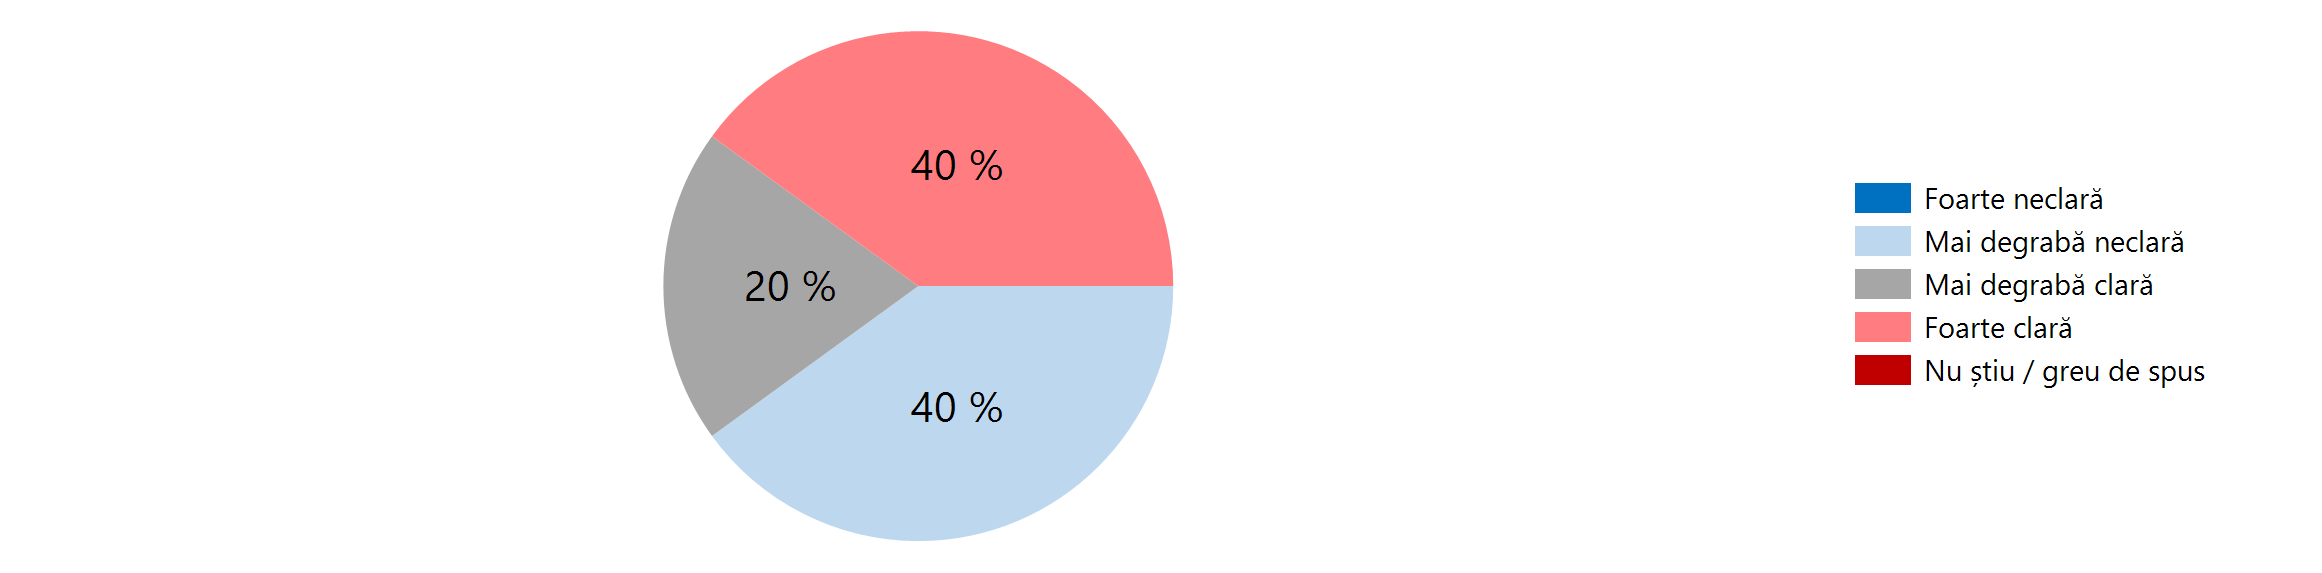 40 %
20 %
40 %
Foarte neclară
Mai degrabă neclară
Mai degrabă clară
Foarte clară
Nu știu / greu de spus